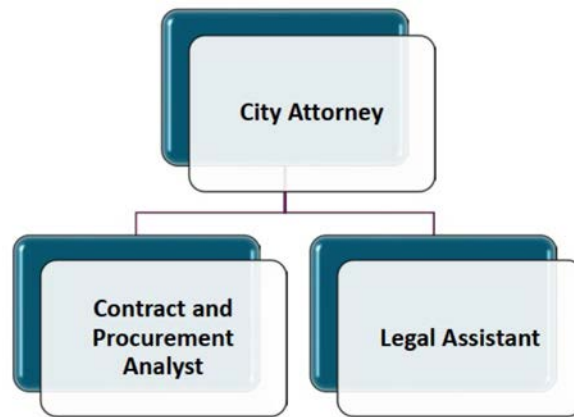 City Attorney
Contract and
Procurement
Analyst
Legal Assistant